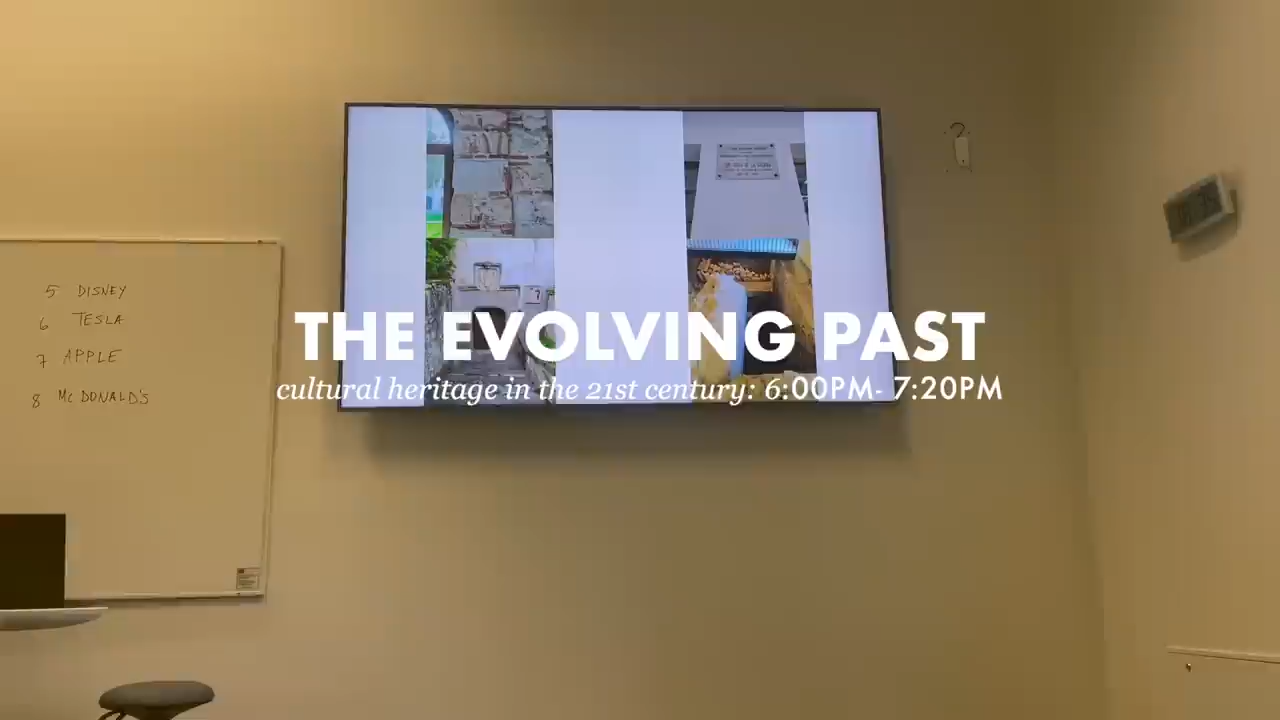 5 DISNEY
6 TESLA
7 APPLE
8 McDONALD'S
THE EVOLVING PAST
cultural heritage in the 21st century: 6:00PM- 7:20PM